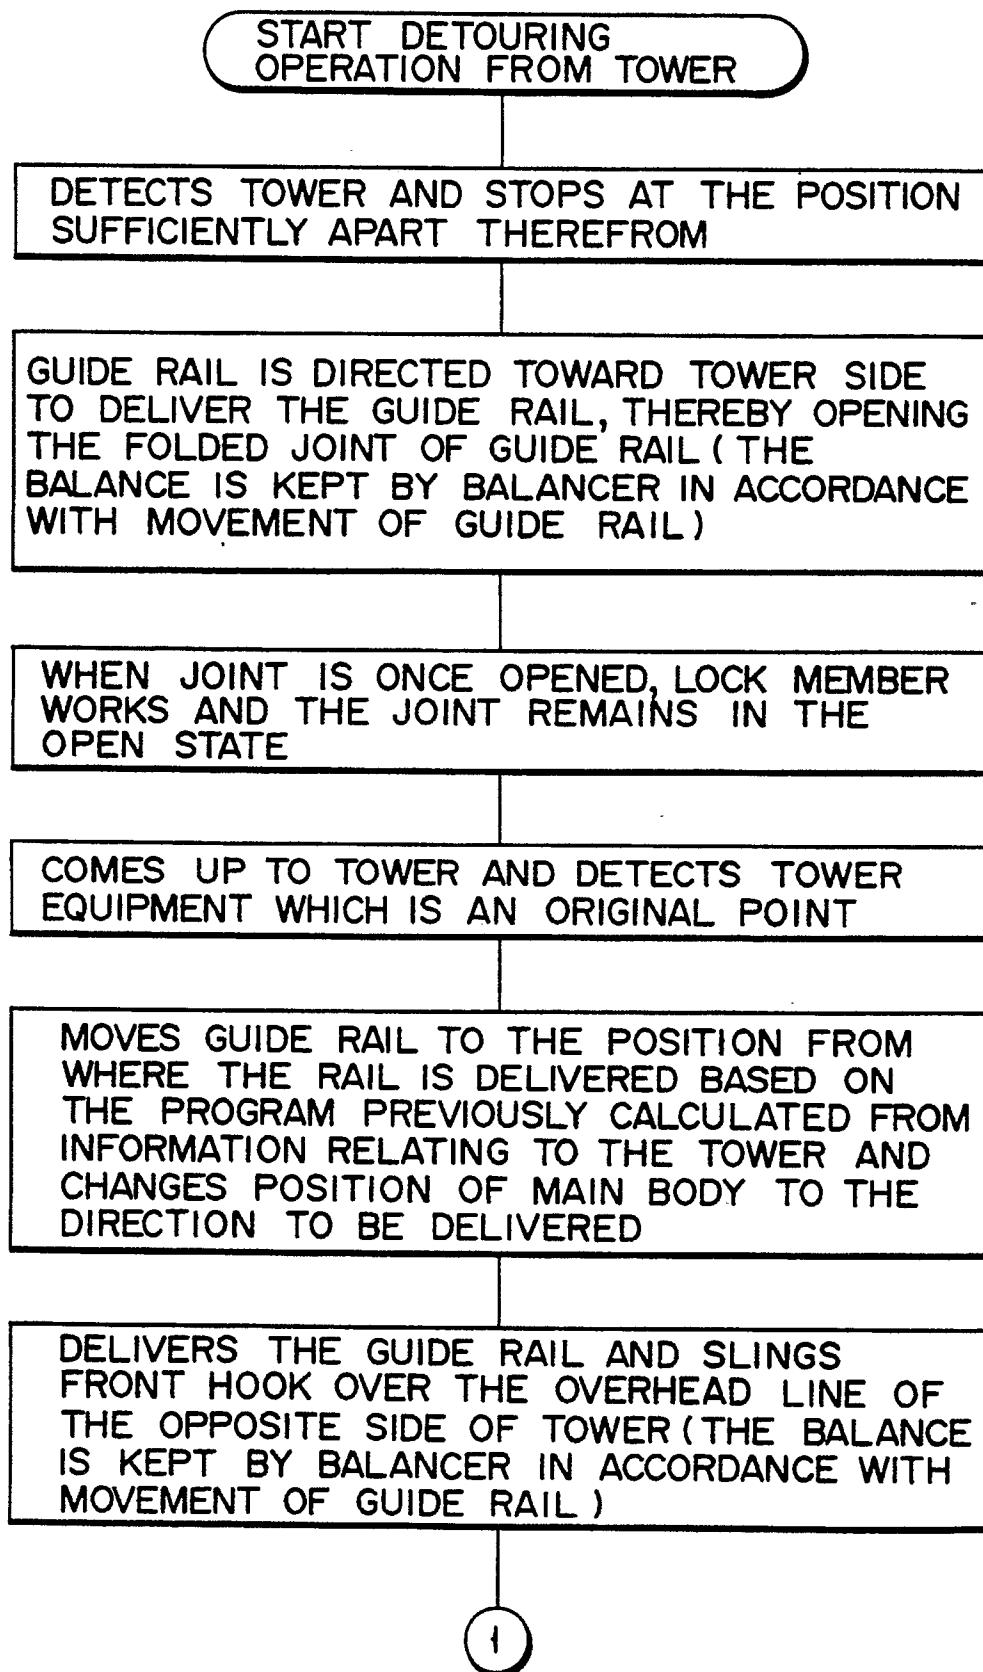 START DETOURING
OPERATION FROM TOWER
DETECTS TOWER AND STOPS AT THE POSITION
SUFFICIENTLY APART THEREFROM
GUIDE RAIL IS DIRECTED TOWARD TOWER SIDE
TO DELIVER THE GUIDE RAIL, THEREBY OPENING
THE FOLDED JOINT OF GUIDE RAIL (THE
BALANCE IS KEPT BY BALANCER IN ACCORDANCE
WITH MOVEMENT OF GUIDE RAIL)
WHEN JOINT IS ONCE OPENED, LOCK MEMBER
WORKS AND THE JOINT REMAINS IN THE
OPEN STATE
COMES UP TO TOWER AND DETECTS TOWER
EQUIPMENT WHICH IS AN ORIGINAL POINT
MOVES GUIDE RAIL TO THE POSITION FROM
WHERE THE RAIL IS DELIVERED BASED ON
THE PROGRAM PREVIOUSLY CALCULATED FROM
INFORMATION RELATING TO THE TOWER AND
CHANGES POSITION OF MAIN BODY TO THE
DIRECTION TO BE DELIVERED
DELIVERS THE GUIDE RAIL AND SLINGS
FRONT HOOK OVER THE OVERHEAD LINE OF
THE OPPOSITE SIDE OF TOWER (THE BALANCE
IS KEPT BY BALANCER IN ACCORDANCE WITH
MOVEMENT OF GUIDE RAIL)
1